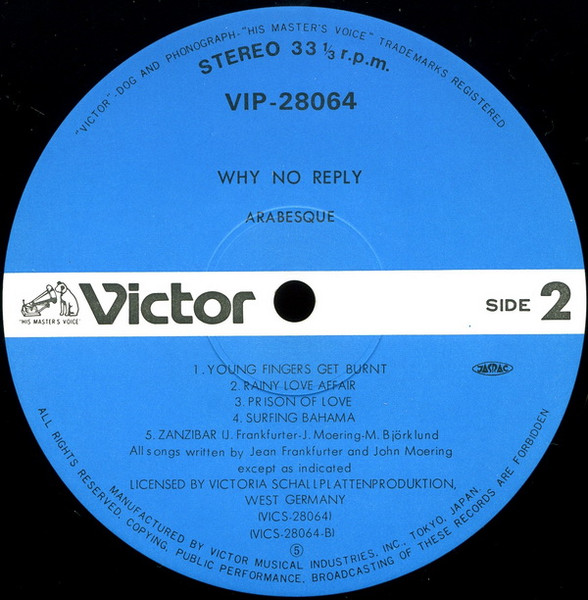 "VICTOR"-DOG AND PHONOGRAPH-"HIS MASTER'S VOICE" TRADEMARKS REGISTERED
STEREO 33 1/3 r.p.m.
VIP-28064
WHY NO REPLY
ARABESQUE
"HIS MASTER'S VOICE"
Victor
SIDE 2
1. YOUNG FINGERS GET BURNT
JASRAC
2. RAINY LOVE AFFAIR
3. PRISON OF LOVE
4. SURFING BAHAMA
5. ZANZIBAR (J. Frankfurter-J. Moering-M. Björklund
All songs written by Jean Frankfurter and John Moering
except as indicated
LICENSED BY VICTORIA SCHALLPLATTENPRODUKTION,
WEST GERMANY
(VICS-28064)
(VICS-28064-B)
⑤
MANUFACTURED BY VICTOR MUSICAL INDUSTRIES, INC., TOKYO, JAPAN
ALL RIGHTS RESERVED. COPYING, PUBLIC PERFORMANCE, BROADCASTING OF THESE RECORDS ARE FORBIDDEN